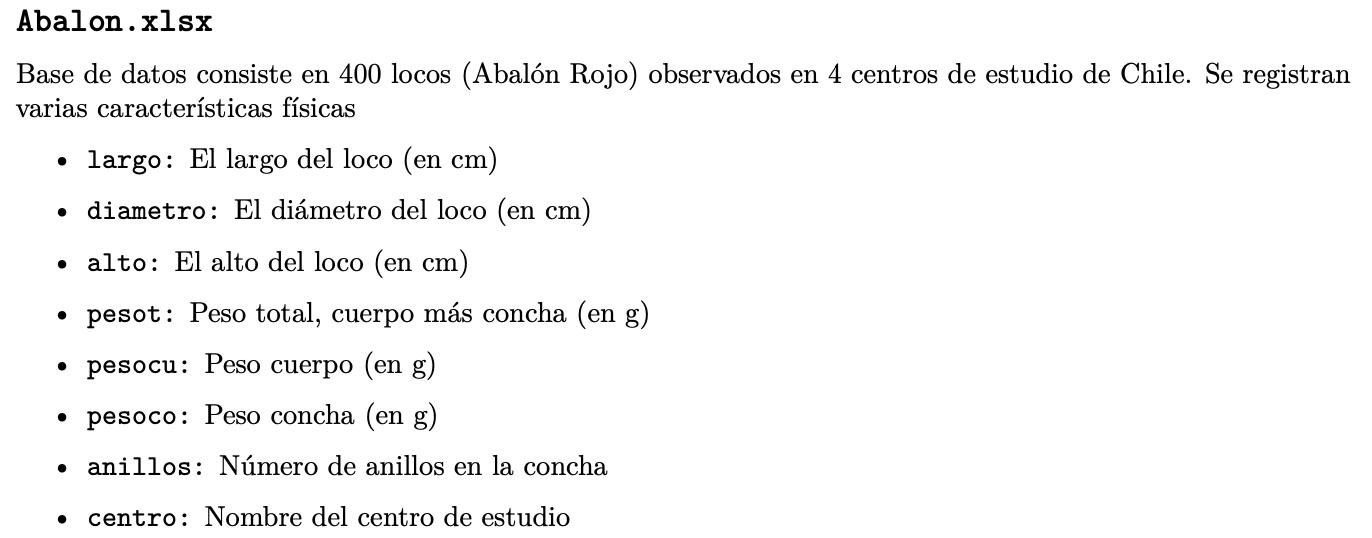 Abalon.xlsx
Base de datos consiste en 400 locos (Abalón Rojo) observados en 4 centros de estudio de Chile. Se registran
varias características físicas
• largo: El largo del loco (en cm)
• diametro: El diámetro del loco (en cm)
• alto: El alto del loco (en cm)
• pesot: Peso total, cuerpo más concha (en g)
• pesocu: Peso cuerpo (en g)
• pesoco: Peso concha (en g)
• anillos: Número de anillos en la concha
• centro: Nombre del centro de estudio